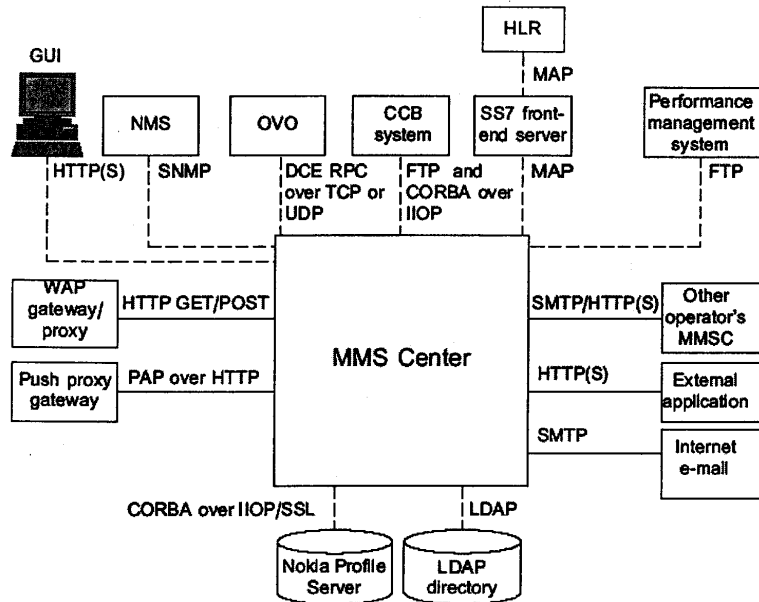 HLR
GUI
MAP
NMS
OVO
CCB
system
SS7 front-
end server
Performance
management
system
HTTP(S)
SNMP
DCE RPC
over TCP or
UDP
FTP and
CORBA over
IIOP
MAP
FTP
WAP
gateway/
proxy
HTTP GET/POST
SMTP/HTTP(S)
Other
operator's
MMSC
MMS Center
Push proxy
gateway
PAP over HTTP
HTTP(S)
External
application
SMTP
Internet
e-mail
CORBA over IIOP/SSL
LDAP
Nokia Profile
Server
LDAP
directory